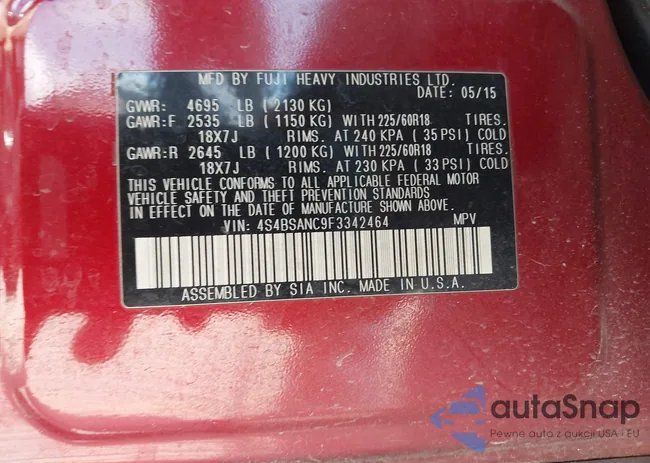 MFD BY FUJI HEAVY INDUSTRIES LTD.
DATE: 05/15
GVWR: 4695 LB (2130 KG)
GAWR:F 2535 LB (1150 KG) WITH 225/60R18 TIRES.
18X7J RIMS. AT 240 KPA (35 PSI) COLD
GAWR:R 2645 LB (1200 KG) WITH 225/60R18 TIRES.
18X7J RIMS. AT 230 KPA (33 PSI) COLD
THIS VEHICLE CONFORMS TO ALL APPLICABLE FEDERAL MOTOR
VEHICLE SAFETY AND THEFT PREVENTION STANDARDS
IN EFFECT ON THE DATE OF MANUFACTURE SHOWN ABOVE.
VIN: 4S4BSANC9F3342464 MPV
ASSEMBLED BY SIA INC. MADE IN U.S.A.
autaSnap
Pewne auta z aukcji USA i EU